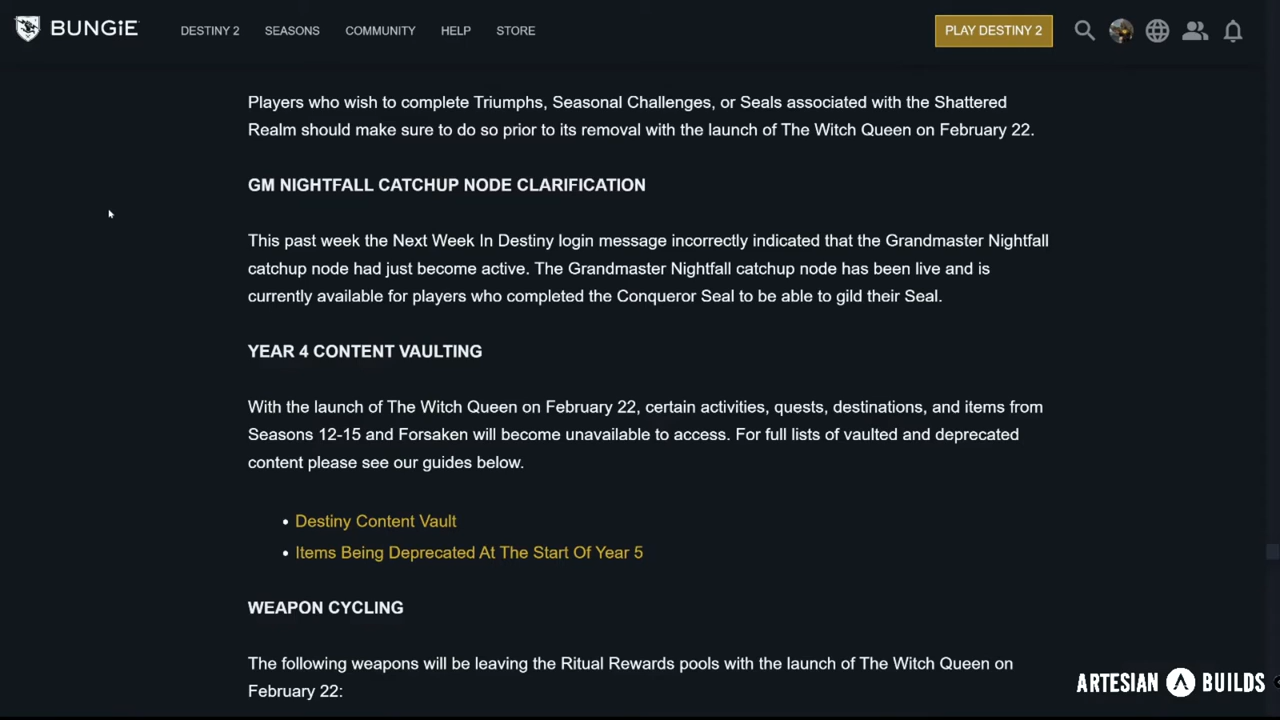 BUNGiE
DESTINY 2 SEASONS COMMUNITY HELP STORE
PLAY DESTINY 2
Players who wish to complete Triumphs, Seasonal Challenges, or Seals associated with the Shattered
Realm should make sure to do so prior to its removal with the launch of The Witch Queen on February 22.
GM NIGHTFALL CATCHUP NODE CLARIFICATION
This past week the Next Week In Destiny login message incorrectly indicated that the Grandmaster Nightfall
catchup node had just become active. The Grandmaster Nightfall catchup node has been live and is
currently available for players who completed the Conqueror Seal to be able to gild their Seal.
YEAR 4 CONTENT VAULTING
With the launch of The Witch Queen on February 22, certain activities, quests, destinations, and items from
Seasons 12-15 and Forsaken will become unavailable to access. For full lists of vaulted and deprecated
content please see our guides below.
• Destiny Content Vault
• Items Being Deprecated At The Start Of Year 5
WEAPON CYCLING
The following weapons will be leaving the Ritual Rewards pools with the launch of The Witch Queen on
February 22:
ARTESIAN BUILDS